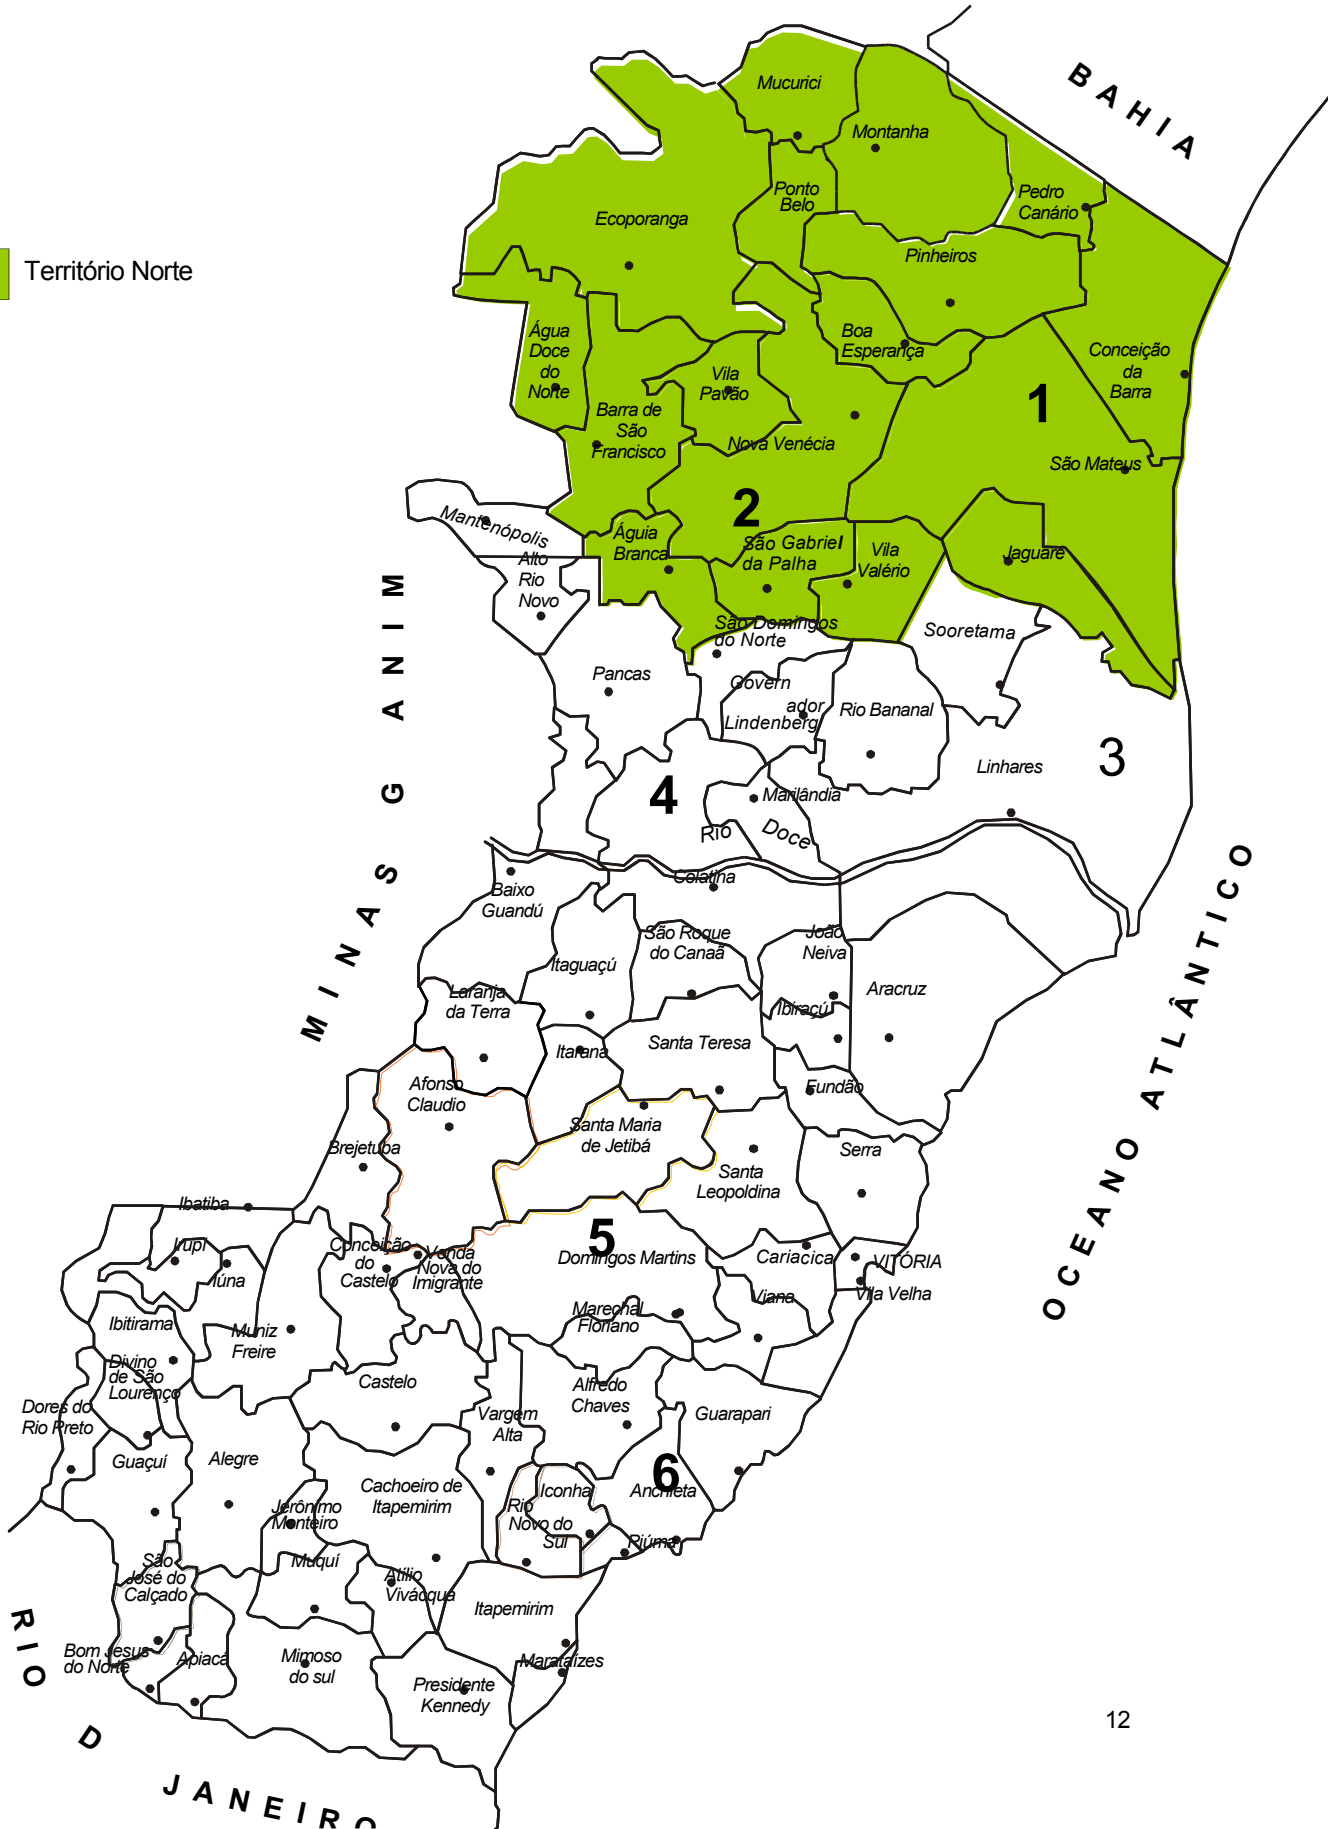 BAHIA
Mucurici
Montanha
Ponto
Belo
Pedro
Canário
Ecoporanga
Pinheiros
Território Norte
Água
Doce
do
Norte
Boa
Esperança
Conceição
da
Barra
Vila
Pavão
1
Barra de
São
Francisco
Nova Venécia
São Mateus
2
Mantenópolis
Águia
Branca
São Gabriel
da Palha
Vila
Valério
Jaguaré
Alto
Rio
Novo
São Domingos
do Norte
Sooretama
Pancas
Govern
ador
Lindenberg
Rio Bananal
3
Linhares
4
Marilândia
Rio Doce
MINAS G ANIM
Colatina
Baixo
Guandú
São Roque
do Canaã
João
Neiva
Itaguaçú
Laranja
da Terra
Aracruz
Ibiraçú
OCEANO ATLÂNTICO
Itarana
Santa Teresa
Afonso
Claudio
Fundão
Santa Maria
de Jetibá
Brejetuba
Serra
Santa
Leopoldina
Ibatiba
5
Irupi
Conceição
do
Castelo
Venda
Nova do
Imigrante
Domingos Martins
Cariacica
VITÓRIA
Iúna
Viana
Vila Velha
Ibitirama
Muniz
Freire
Marechal
Floriano
Divino
de São
Lourenço
Castelo
Alfredo
Chaves
Dores do
Rio Preto
Vargem
Alta
Guarapari
Guaçuí
Alegre
6
Cachoeiro de
Itapemirim
Iconha
Anchieta
Jerônimo
Monteiro
Rio
Novo do
Sul
Piúma
São
José do
Calçado
Muquí
Atílio
Vivácqua
Itapemirim
Bom Jesus
do Norte
Apiacá
Mimoso
do sul
Marataízes
Presidente
Kennedy
12
RIO D JANEIRO